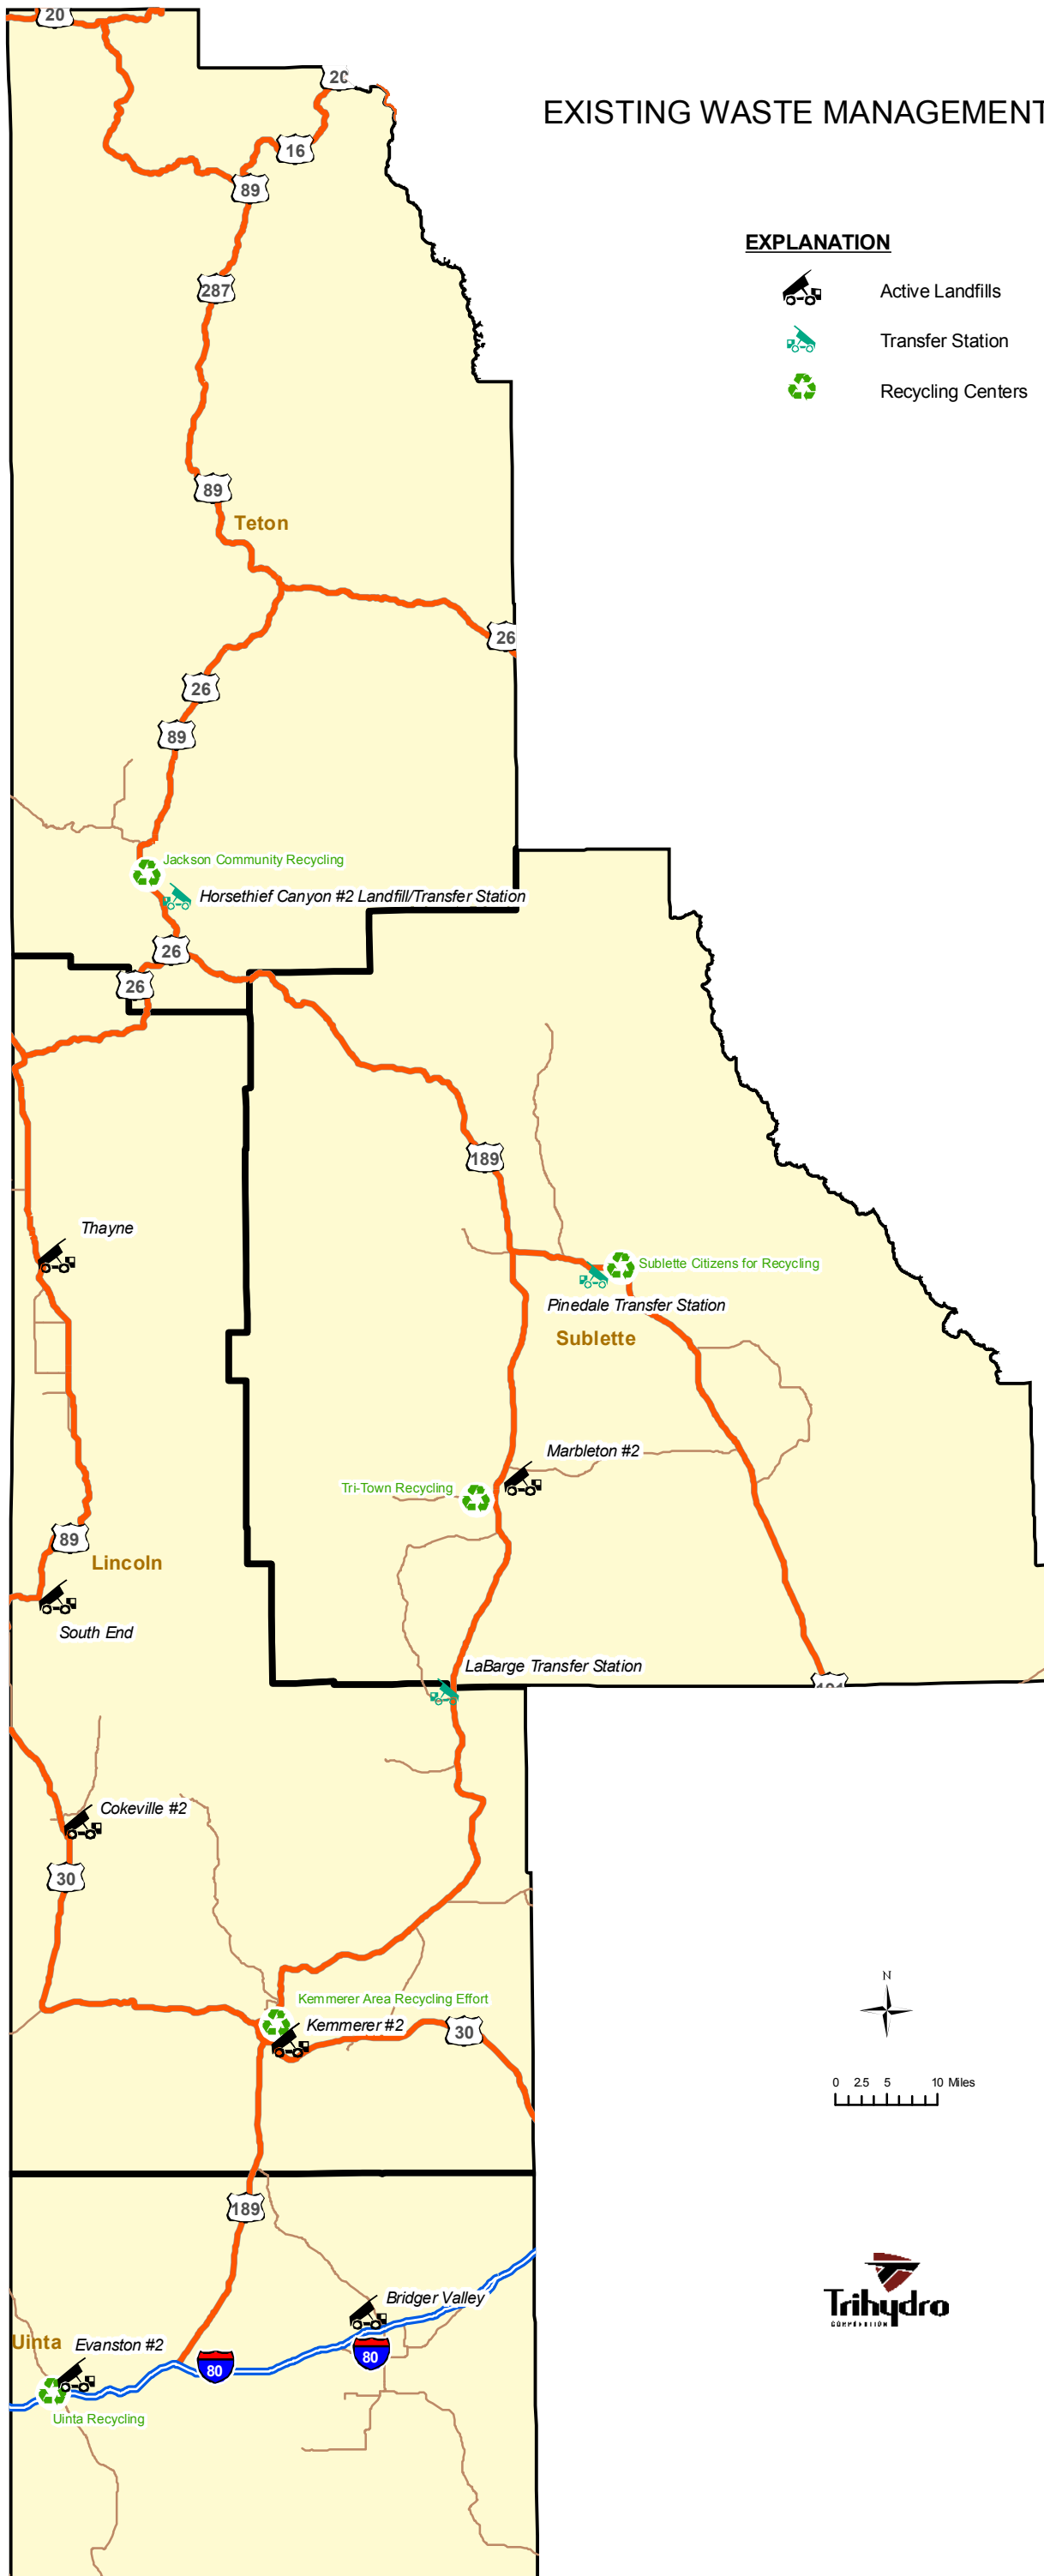 20
20
EXISTING WASTE MANAGEMENT
16
89
EXPLANATION
287
Active Landfills
Transfer Station
Recycling Centers
89
Teton
26
26
89
Jackson Community Recycling
Horsethief Canyon #2 Landfill/Transfer Station
26
26
189
Thayne
Sublette Citizens for Recycling
Pinedale Transfer Station
Sublette
Marbleton #2
Tri-Town Recycling
89
Lincoln
South End
LaBarge Transfer Station
Cokeville #2
30
N
Kemmerer Area Recycling Effort
Kemmerer #2
30
0 2.5 5 10 Miles
189
Bridger Valley
Trihydro
CORPORATION
Uinta
Evanston #2
80
80
Uinta Recycling